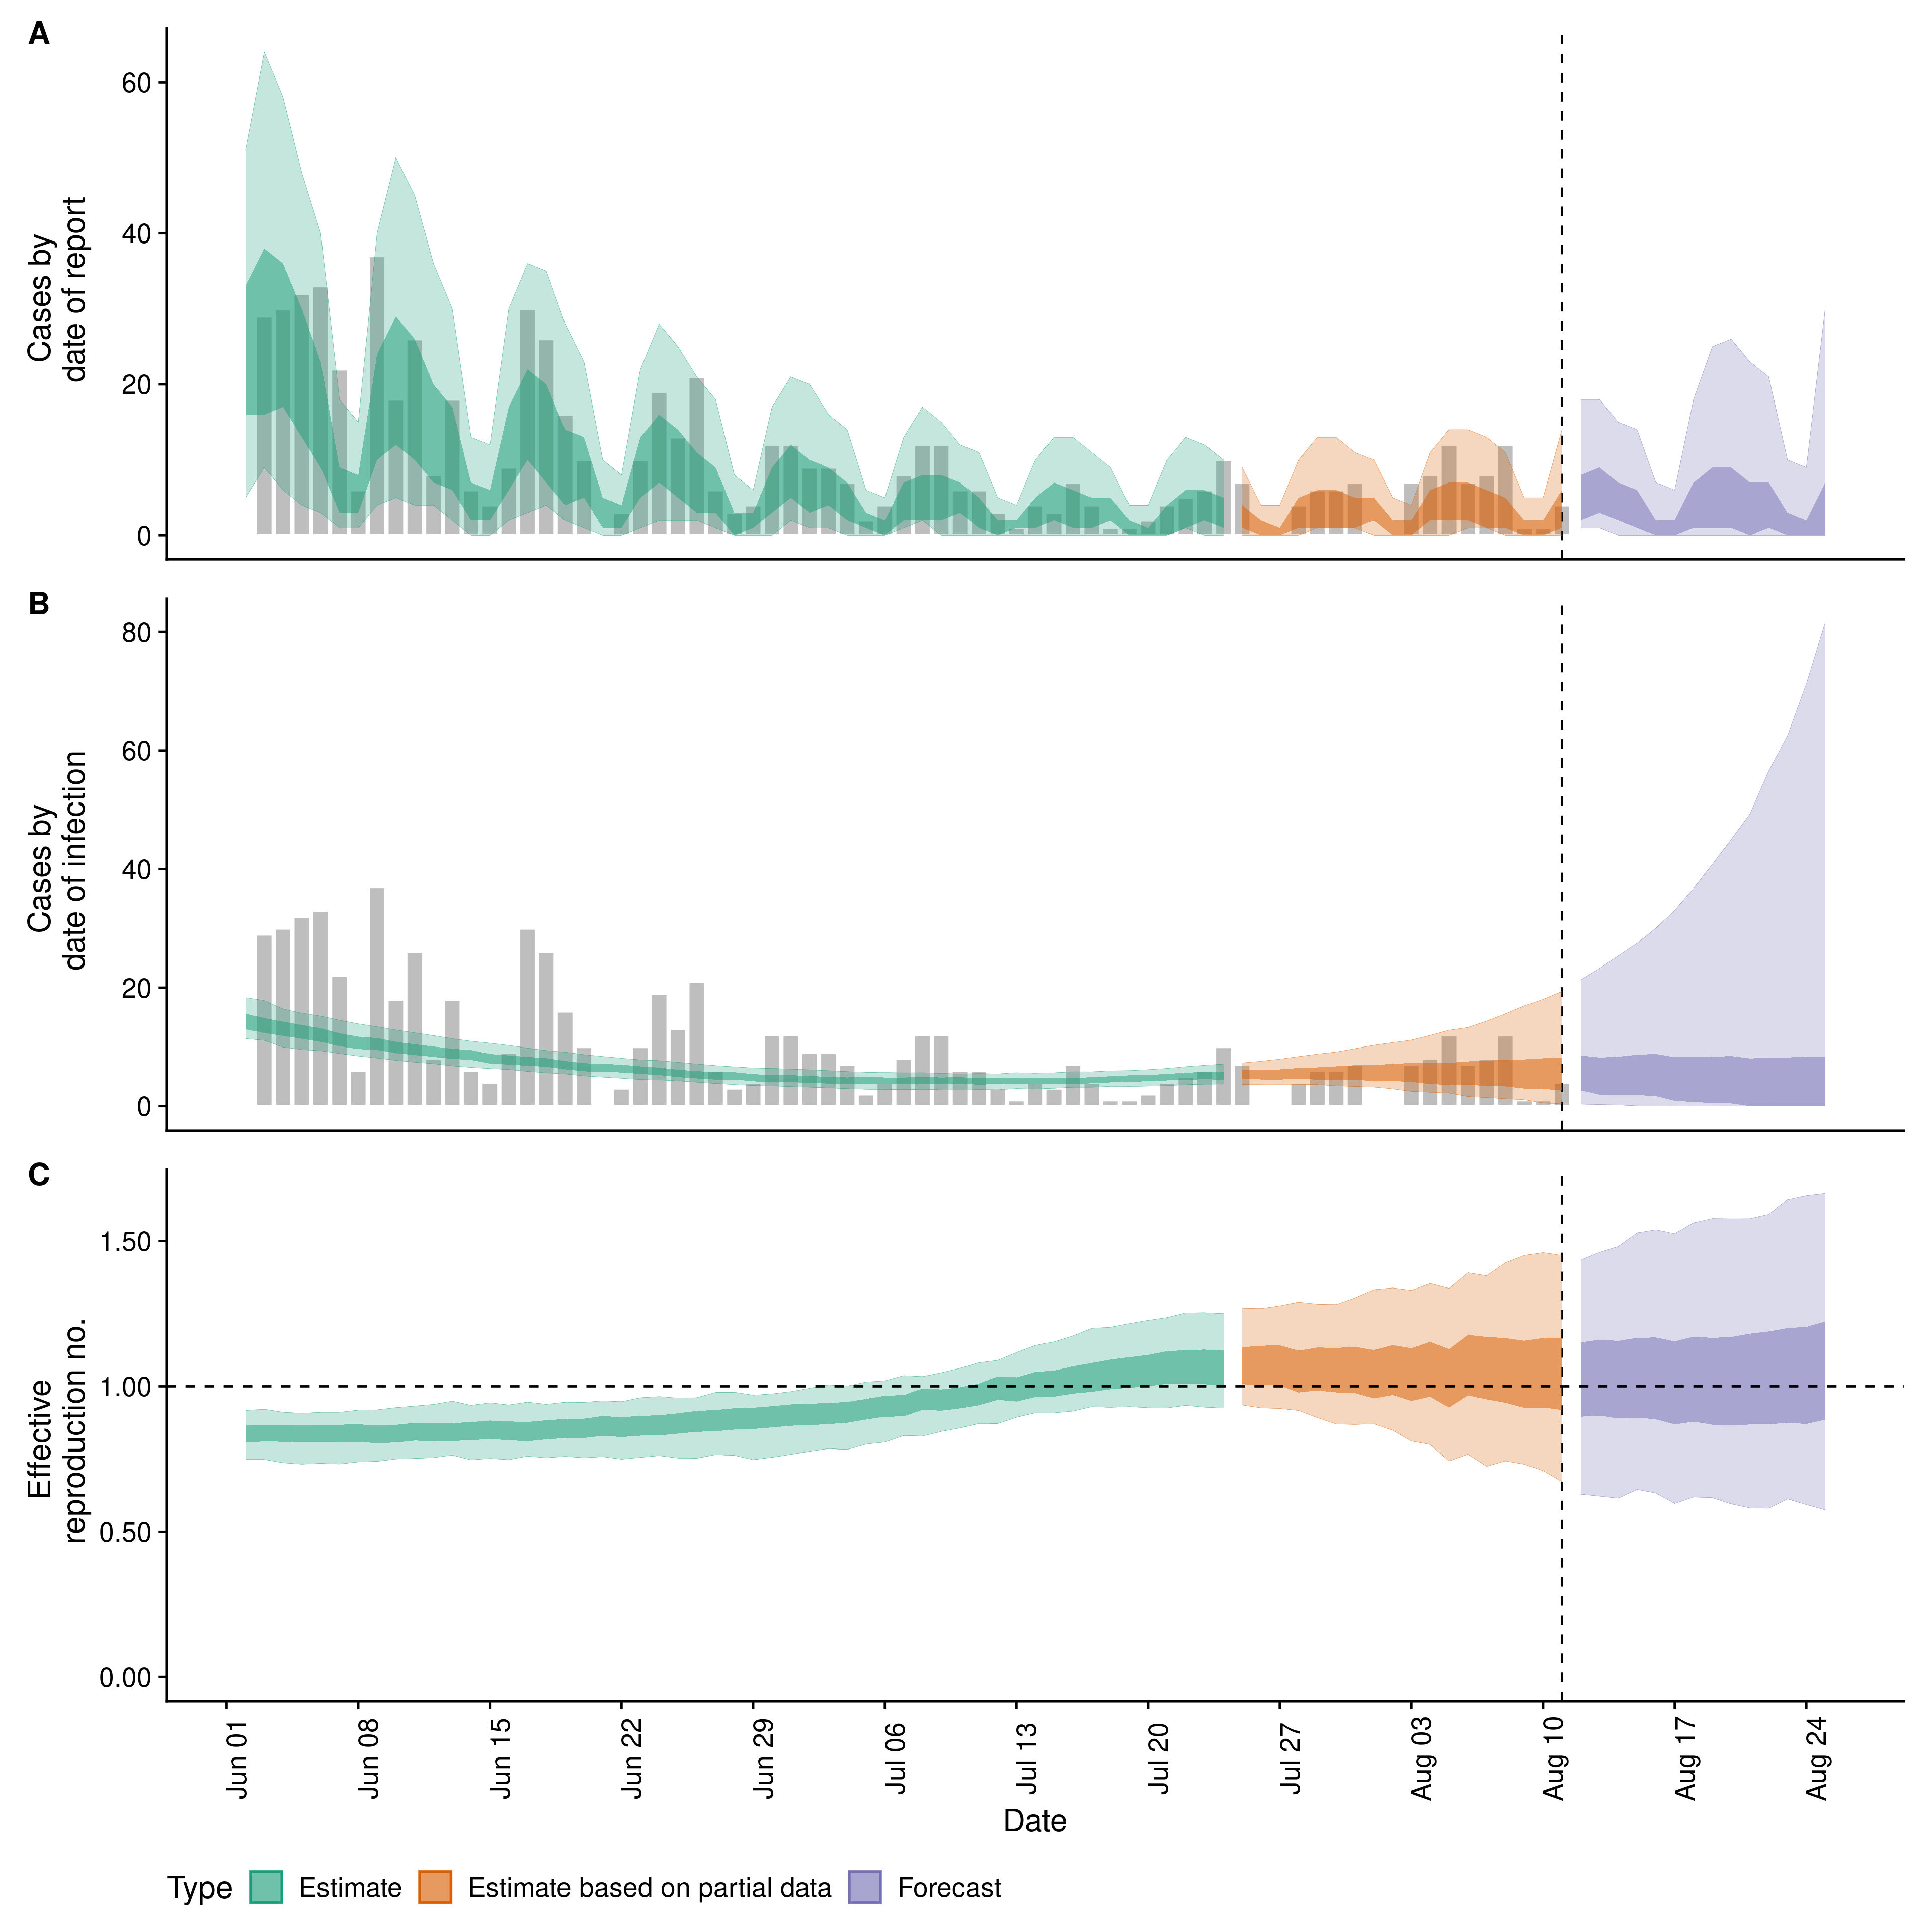 A
Cases by
date of report
60
40
20
0
B
Cases by
date of infection
80
60
40
20
0
C
Effective
reproduction no.
1.50
1.00
0.50
0.00
Jun 01
Jun 08
Jun 15
Jun 22
Jun 29
Jul 06
Jul 13
Jul 20
Jul 27
Aug 03
Aug 10
Aug 17
Aug 24
Date
Type Estimate Estimate based on partial data Forecast